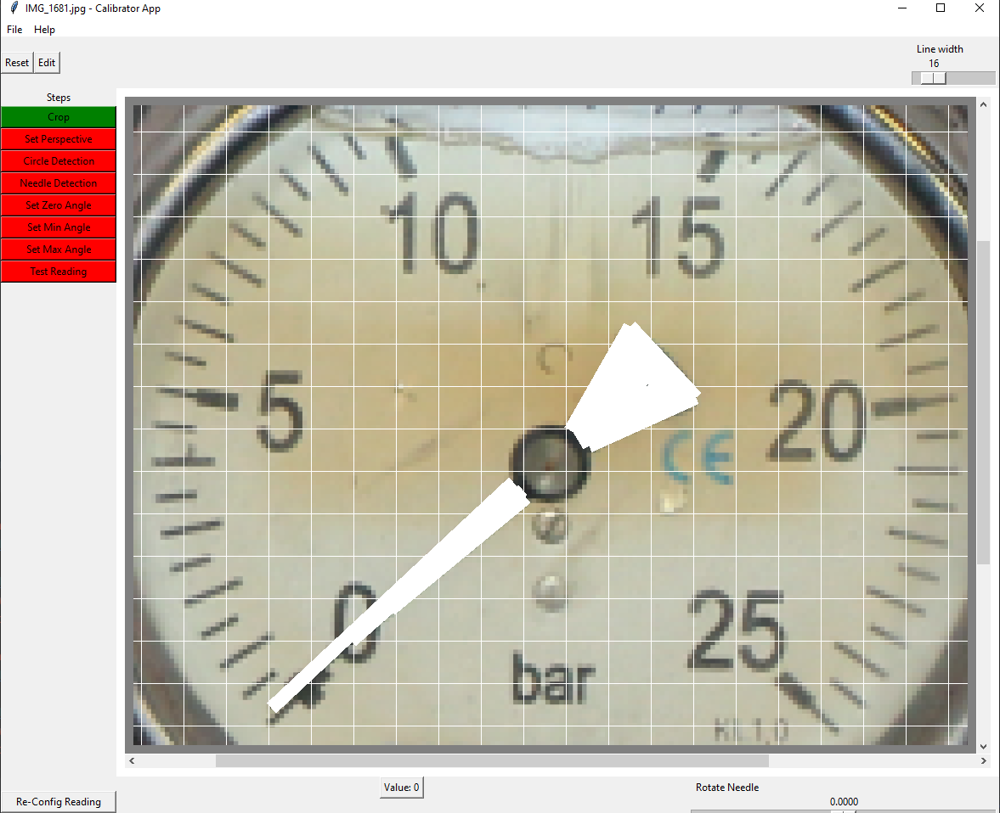 IMG_1681.jpg - Calibrator App
File Help
Reset Edit
Line width
16
Steps
Crop
Set Perspective
Circle Detection
Needle Detection
Set Zero Angle
Set Min Angle
Set Max Angle
Test Reading
10 15
5 20
CE
0 25
bar
Value: 0
Rotate Needle
Re-Config Reading
0.0000